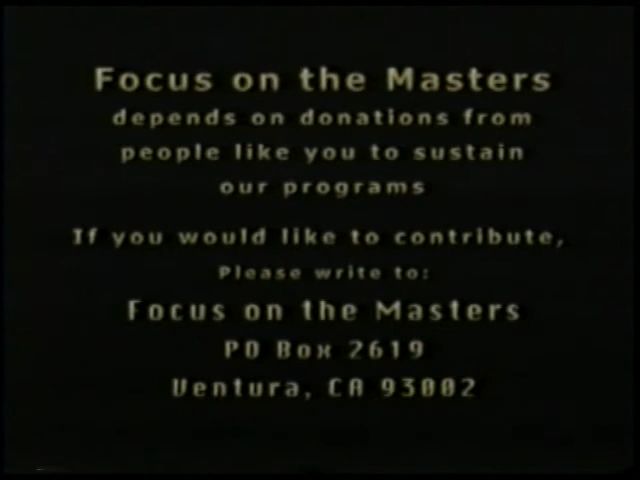 Focus on the Masters
depends on donations from
people like you to sustain
our programs
If you would like to contribute,
Please write to:
Focus on the Masters
PO Box 2619
Ventura, CA 93002